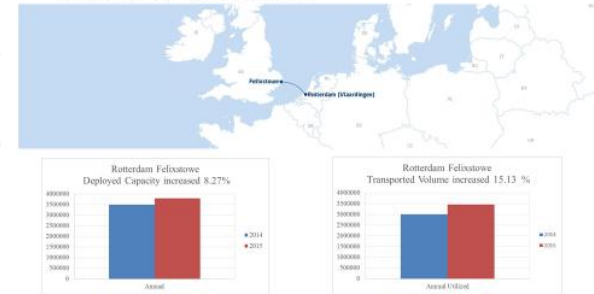 Felixstowe
Rotterdam (Vlaardingen)
Rotterdam Felixstowe
Deployed Capacity increased 8.27%
4000000
3500000
3000000
2500000
2000000
1500000
1000000
500000
0
Annual
2014
2015
Rotterdam Felixstowe
Transported Volume increased 15.13 %
4000000
3500000
3000000
2500000
2000000
1500000
1000000
500000
0
Annual Utilized
2014
2015